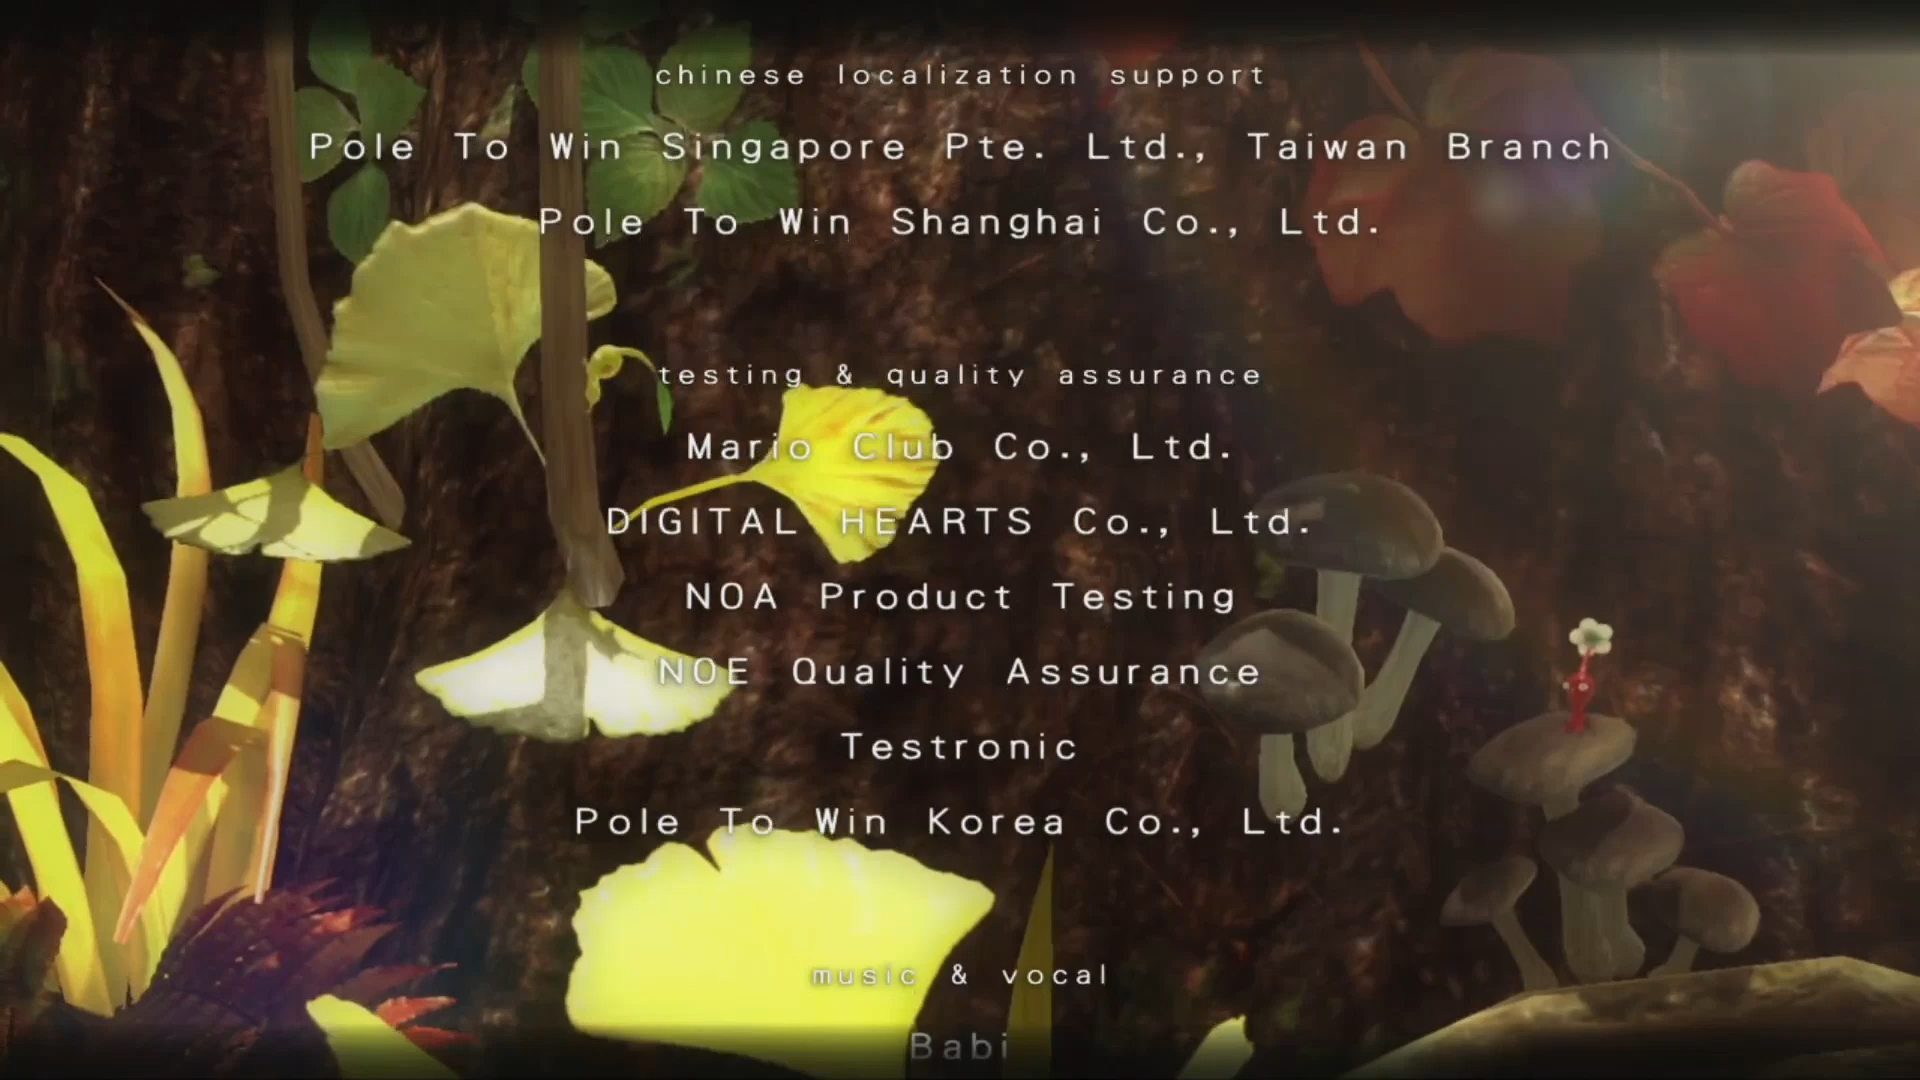 chinese localization support
Pole To Win Singapore Pte. Ltd., Taiwan Branch
Pole To Win Shanghai Co., Ltd.
testing & quality assurance
Mario Club Co., Ltd.
DIGITAL HEARTS Co., Ltd.
NOA Product Testing
NOE Quality Assurance
Testronic
Pole To Win Korea Co., Ltd.
music & vocal
Babi